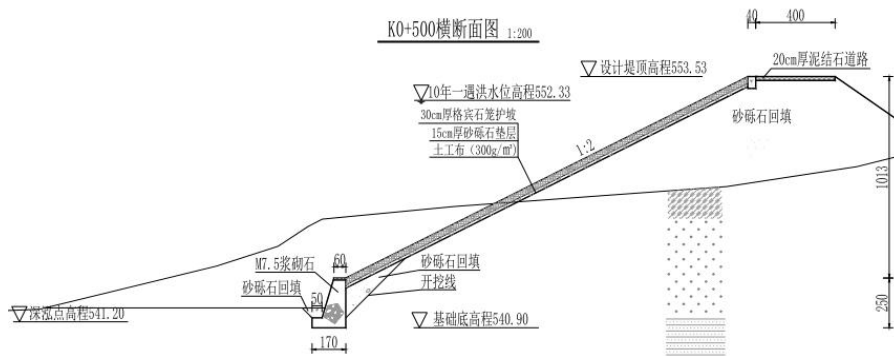 K0+500横断面图 1:200
40 400
20cm厚泥结石道路
设计堤顶高程553.53
10年一遇洪水位高程552.33
30cm厚格宾石笼护坡
15cm厚砂砾石垫层
土工布（300g/㎡）
1:2
砂砾石回填
1013
60
M7.5浆砌石
砂砾石回填
砂砾石回填
开挖线
50
深泓点高程541.20
基础底高程540.90
250
170